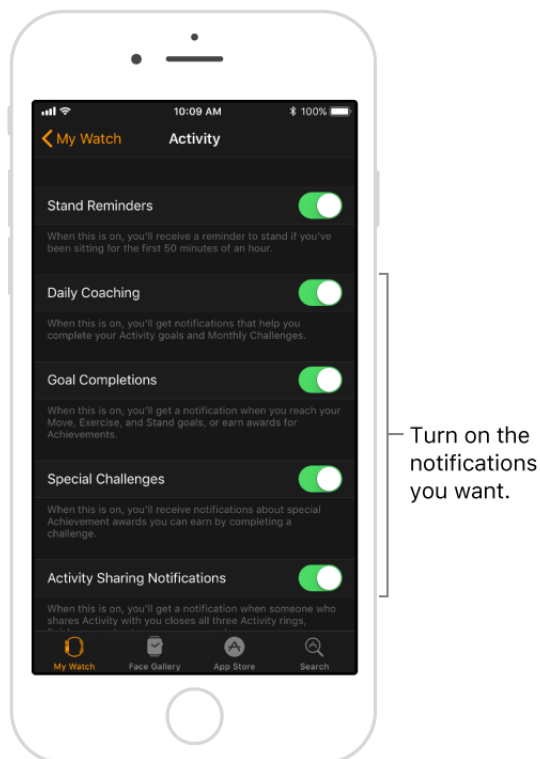 10:09 AM 100%
My Watch Activity
Stand Reminders
When this is on, you'll receive a reminder to stand if you've
been sitting for the first 50 minutes of an hour.
Daily Coaching
When this is on, you'll get notifications that help you
complete your Activity goals and Monthly Challenges.
Goal Completions
When this is on, you'll get a notification when you reach your
Move, Exercise, and Stand goals, or earn awards for
Achievements.
Special Challenges
When this is on, you'll receive notifications about special
Achievement awards you can earn by completing a
challenge.
Activity Sharing Notifications
When this is on, you'll get a notification when someone who
shares Activity with you closes all three Activity rings,
My Watch Face Gallery App Store Search
Turn on the
notifications
you want.